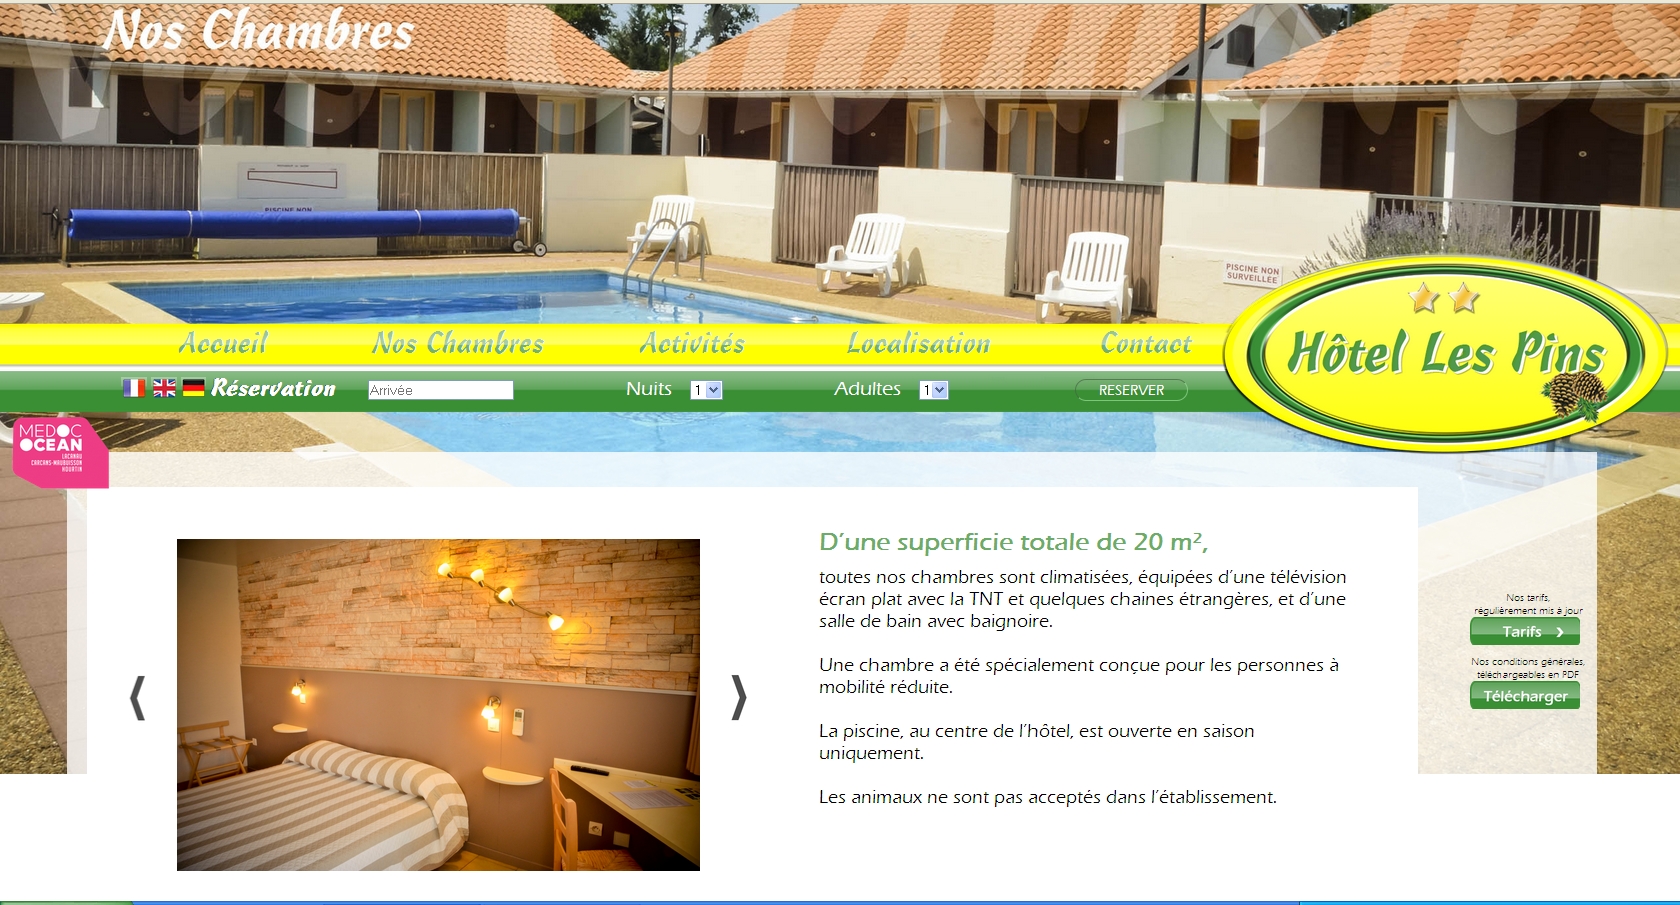 Nos Chambres
PISCINE NON
PISCINE NON
SURVEILLEE
Accueil
Nos Chambres
Activités
Localisation
Contact
Hôtel Les Pins
Réservation
Arrivée
Nuits
1
Adultes
1
RESERVER
MEDOC
OCEAN
LACANAU
CARCANS-MAUBUISSON
HOURTIN
D'une superficie totale de 20 m²,
toutes nos chambres sont climatisées, équipées d'une télévision
écran plat avec la TNT et quelques chaines étrangères, et d'une
salle de bain avec baignoire.
Une chambre a été spécialement conçue pour les personnes à
mobilité réduite.
La piscine, au centre de l'hôtel, est ouverte en saison
uniquement.
Les animaux ne sont pas acceptés dans l'établissement.
Nos tarifs,
régulièrement mis à jour
Tarifs
Nos conditions générales,
téléchargeables en PDF
Télécharger